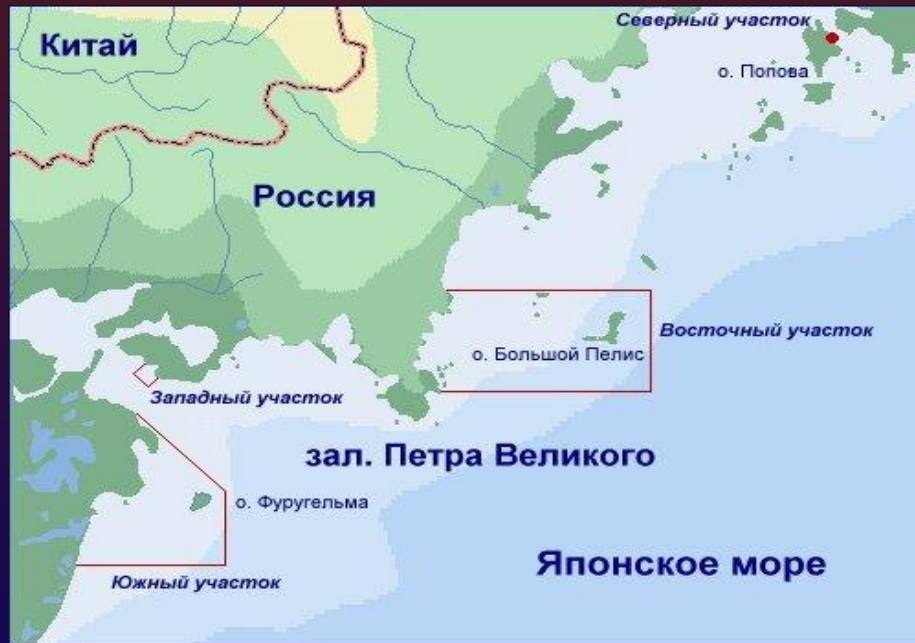 Северный участок
Китай
о. Попова
Россия
Восточный участок
о. Большой Пелис
Западный участок
зал. Петра Великого
о. Фуругельма
Японское море
Южный участок